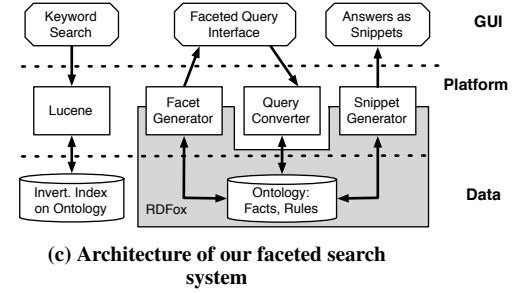 Keyword
Search
Faceted Query
Interface
Answers as
Snippets
GUI
Platform
Lucene
Facet
Generator
Query
Converter
Snippet
Generator
Invert. Index
on Ontology
RDFox
Ontology:
Facts, Rules
Data
(c) Architecture of our faceted search
system